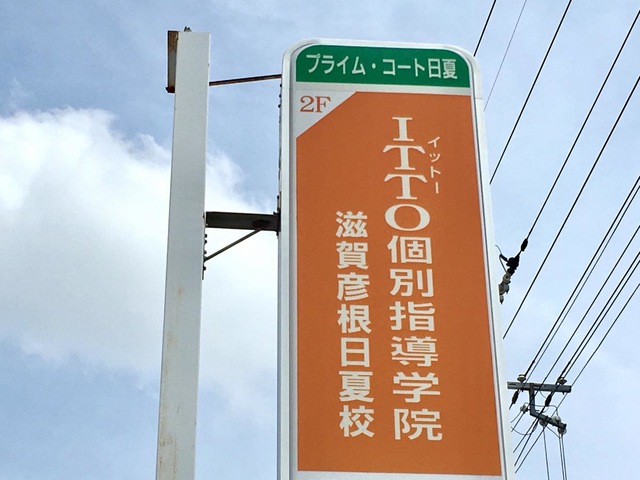 プライム・コート日夏
2F
ITTO個別指導学院
イットー
滋賀彦根日夏校